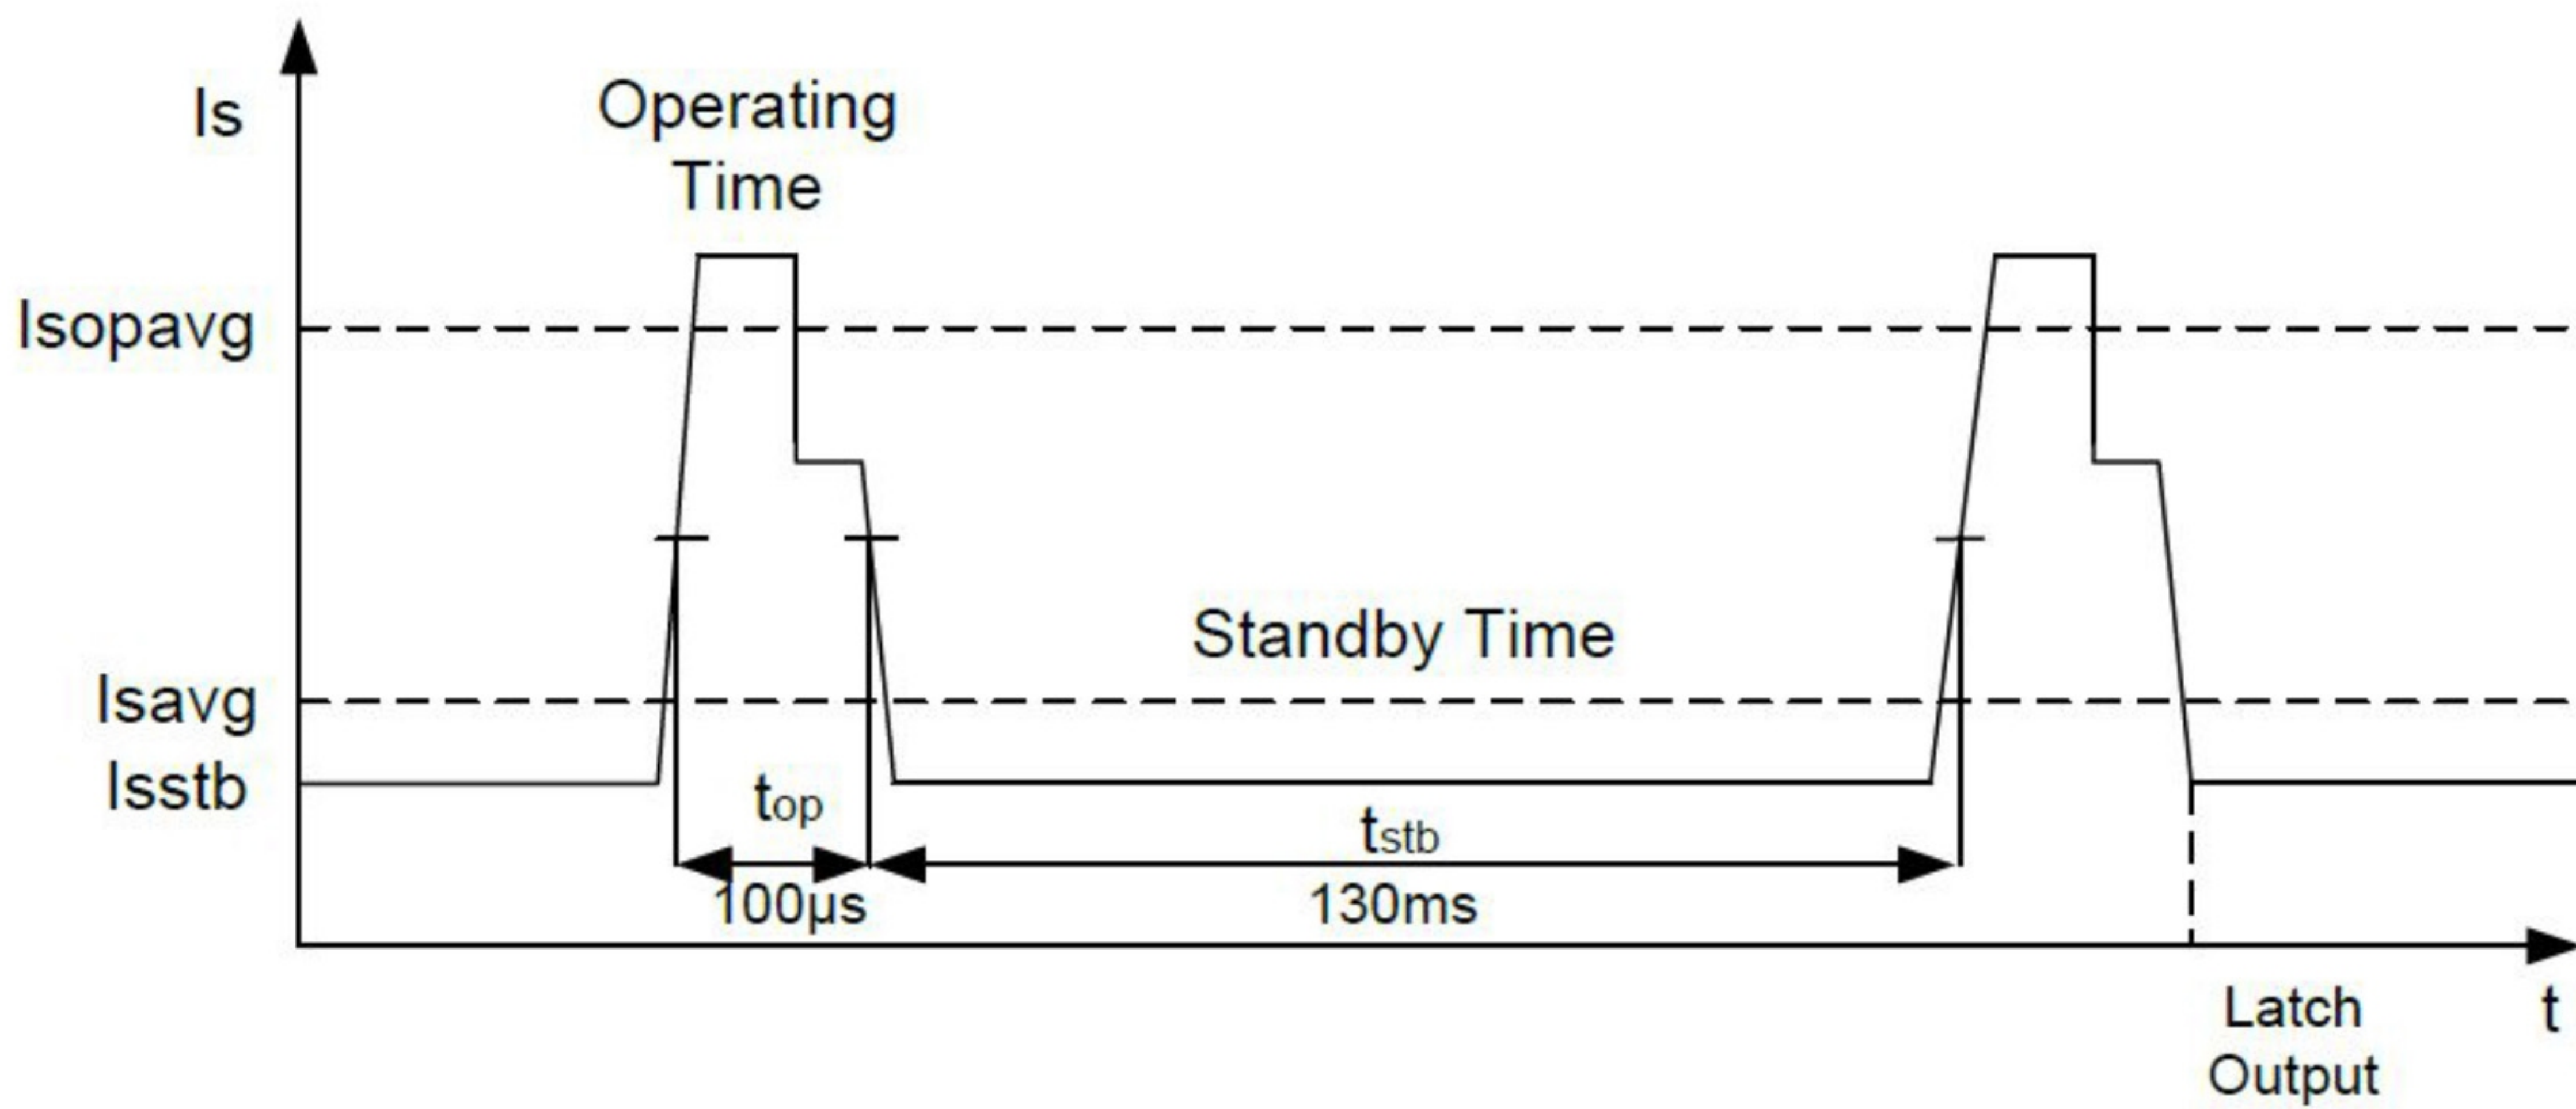 Is
Operating
Time
Isopavg
Standby Time
Isavg
Isstb
top
tstb
100µs
130ms
Latch
Output
t